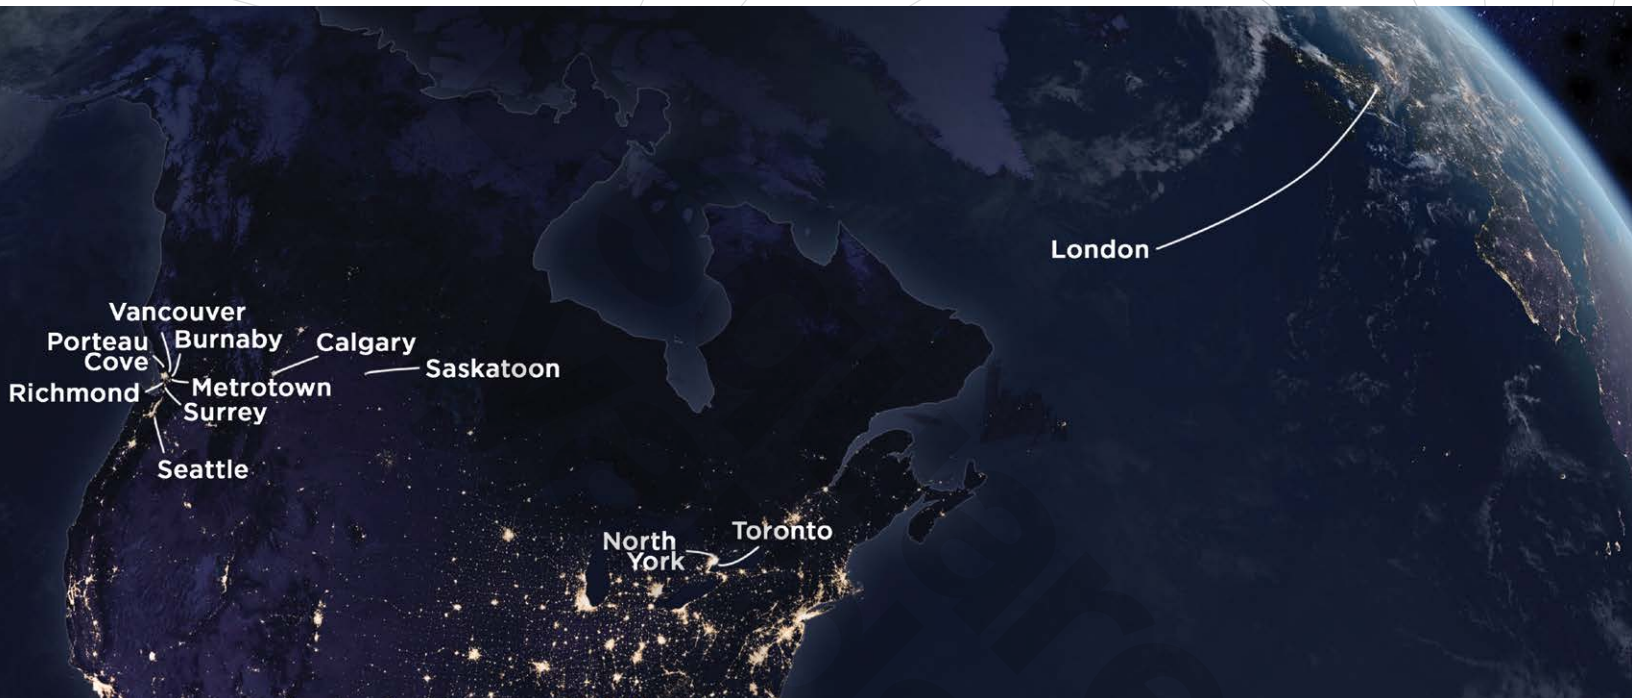 London
Vancouver
Porteau
Cove
Burnaby
Calgary
Saskatoon
Richmond
Metrotown
Surrey
Seattle
North
York
Toronto